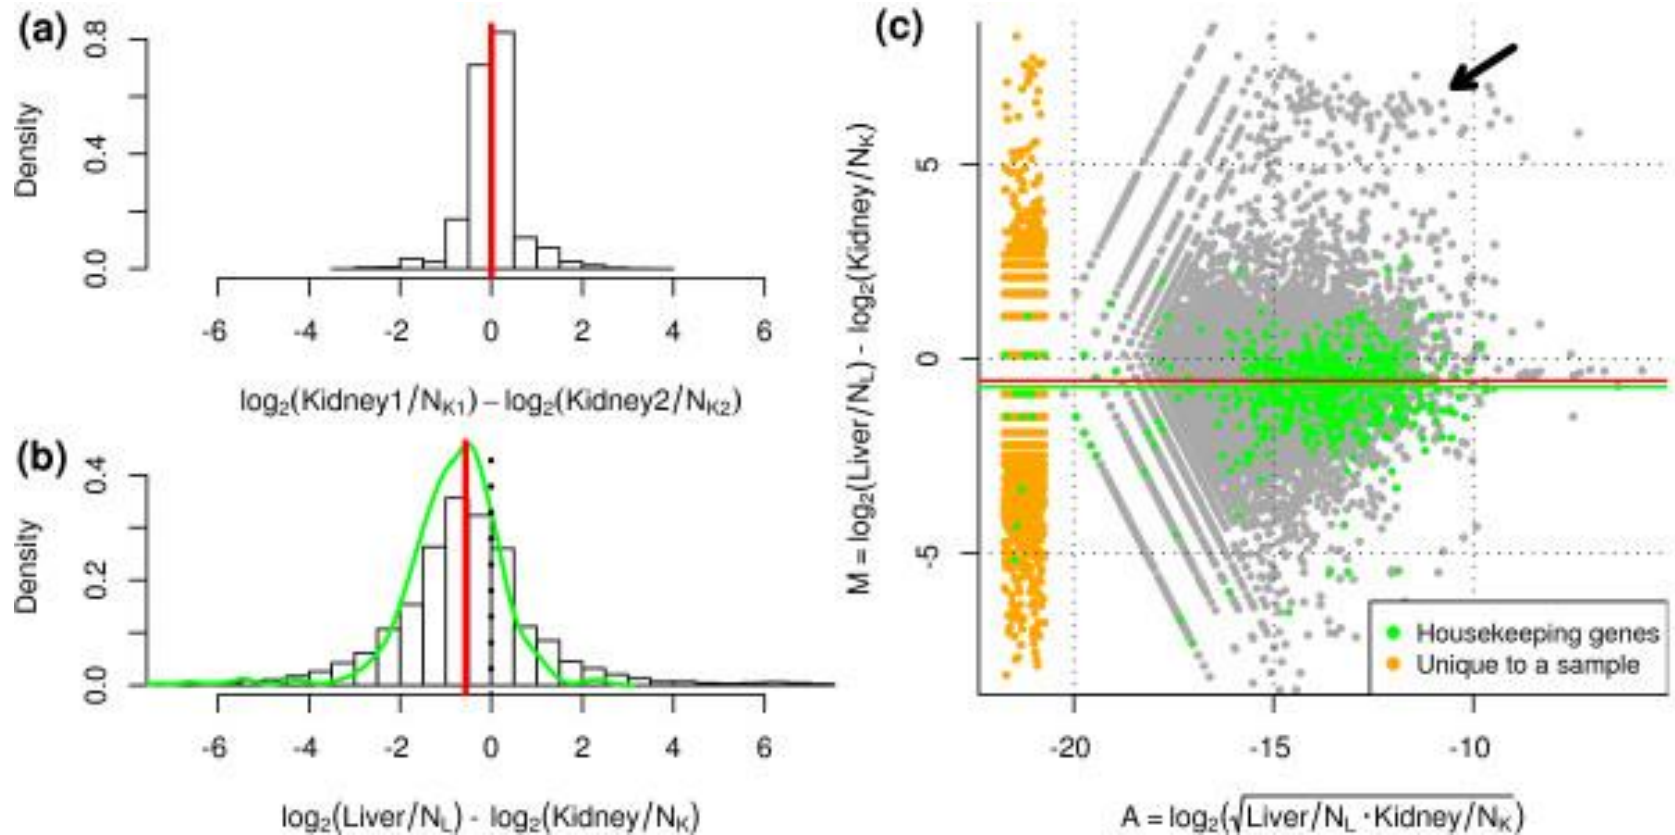 (a)
Density
0.0 0.4 0.8
-6 -4 -2 0 2 4 6
log₂(Kidney1/N_K1) – log₂(Kidney2/N_K2)
(b)
Density
0.0 0.2 0.4
-6 -4 -2 0 2 4 6
log₂(Liver/N_L) - log₂(Kidney/N_K)
(c)
M = log₂(Liver/N_L) - log₂(Kidney/N_K)
5
0
-5
Housekeeping genes
Unique to a sample
-20 -15 -10
A = log₂(√Liver/N_L · Kidney/N_K)